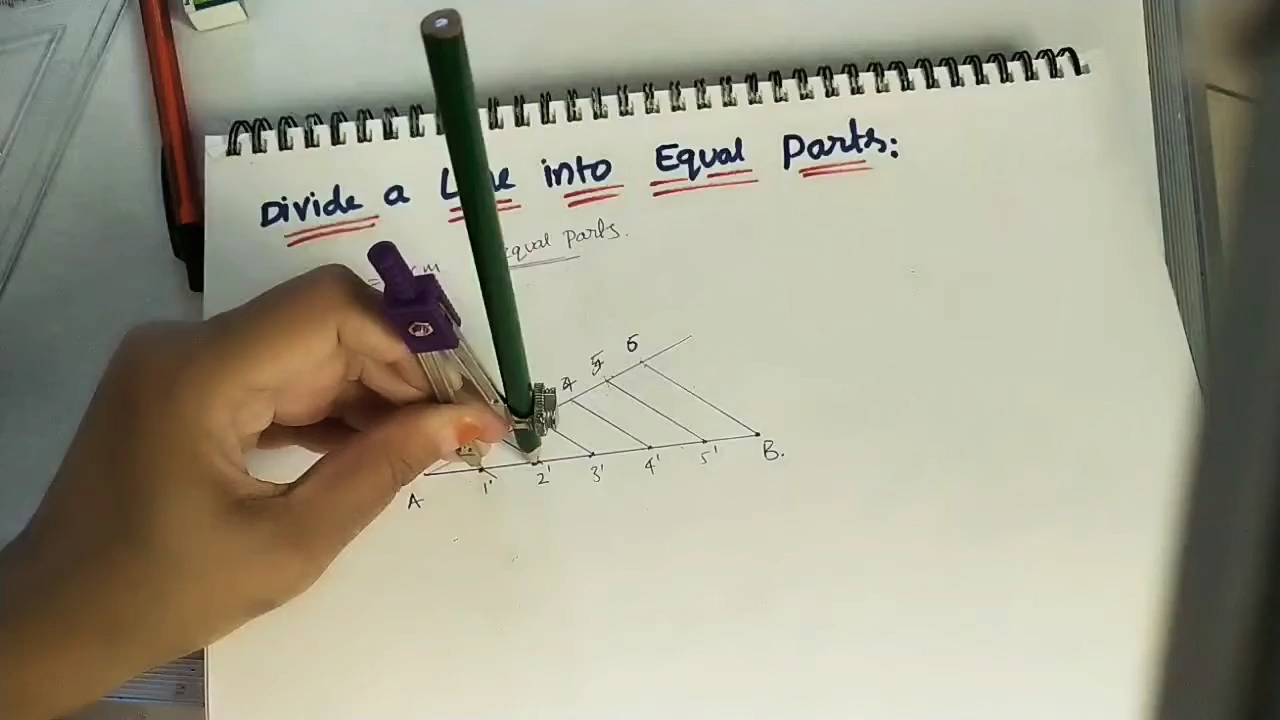 Divide a Line into Equal Parts:
Equal Parts.
4 5 6
A 1' 2' 3' 4' 5' B.